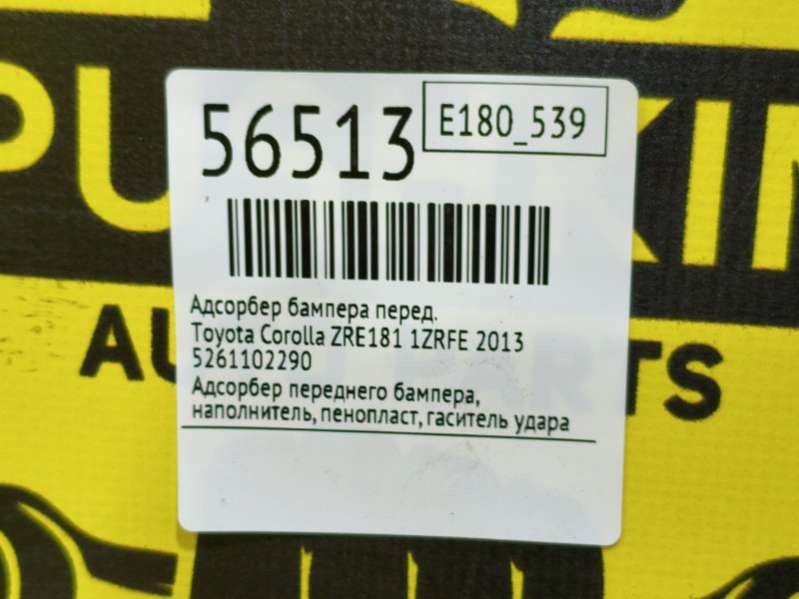 56513
E180_539
Адсорбер бампера перед.
Toyota Corolla ZRE181 1ZRFE 2013
5261102290
Адсорбер переднего бампера,
наполнитель, пенопласт, гаситель удара